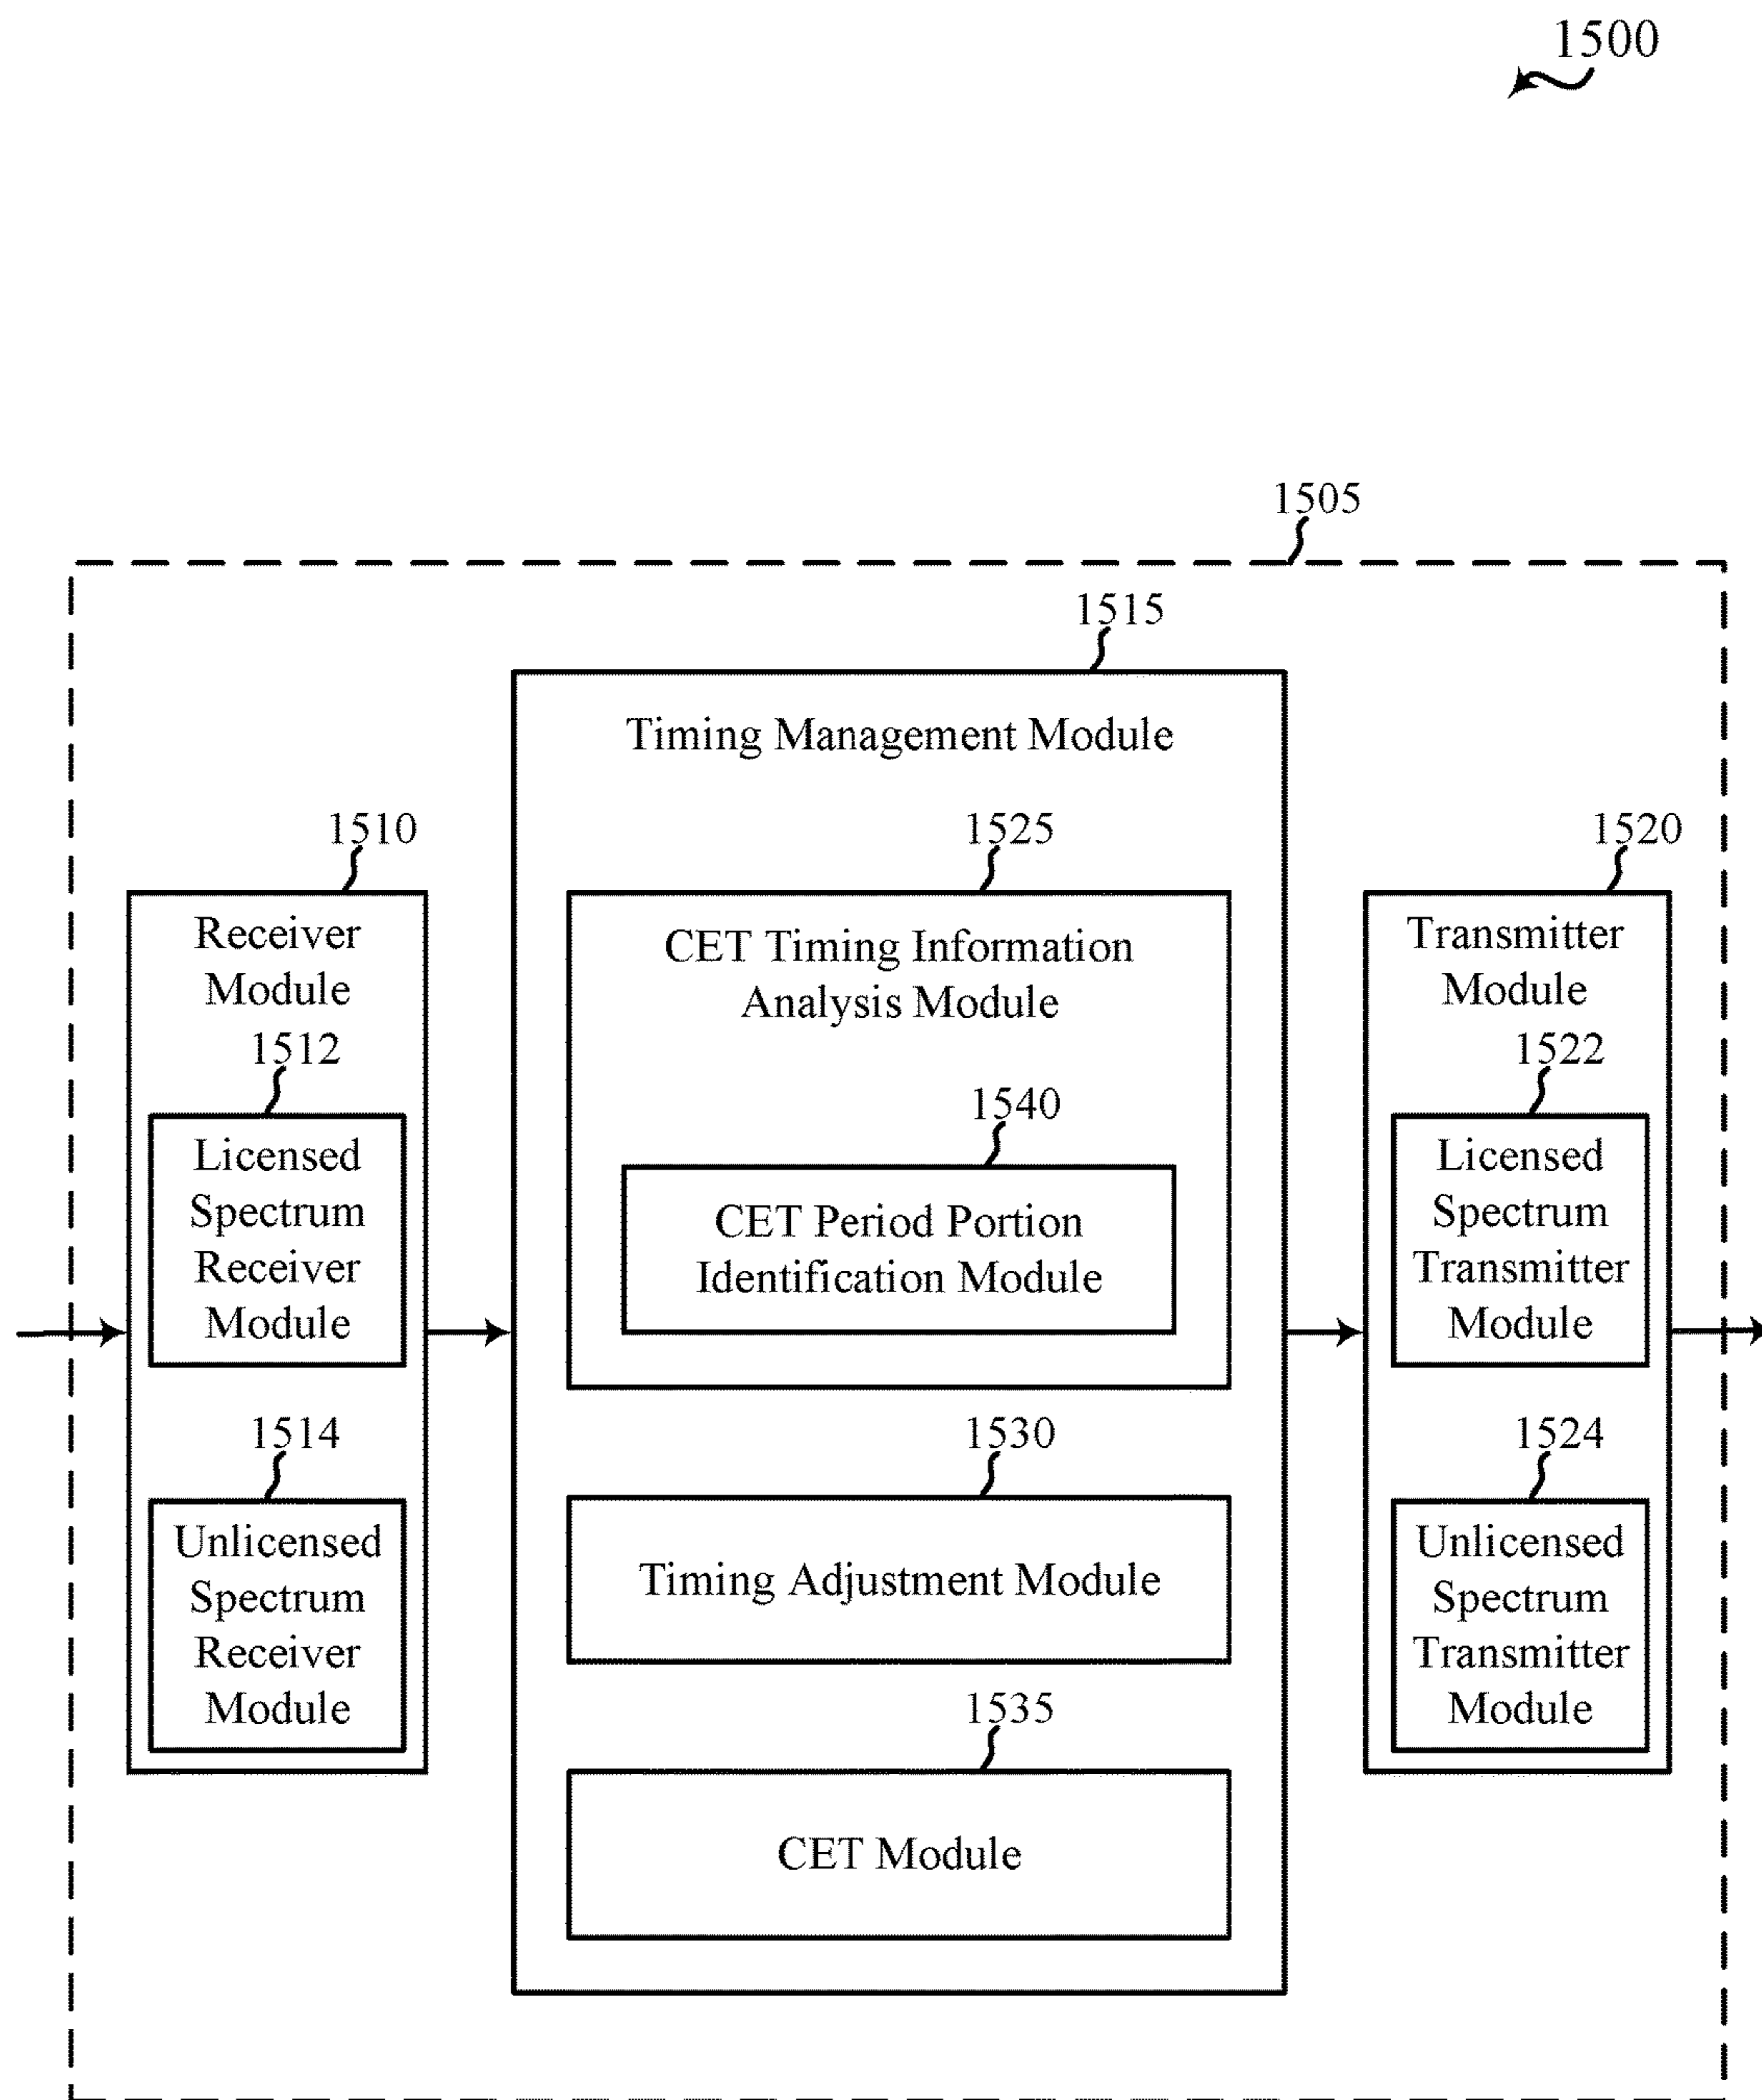 1500
1505
1515
Timing Management Module
1510
Receiver
Module
1512
Licensed
Spectrum
Receiver
Module
1514
Unlicensed
Spectrum
Receiver
Module
1525
CET Timing Information
Analysis Module
1540
CET Period Portion
Identification Module
1530
Timing Adjustment Module
1535
CET Module
1520
Transmitter
Module
1522
Licensed
Spectrum
Transmitter
Module
1524
Unlicensed
Spectrum
Transmitter
Module